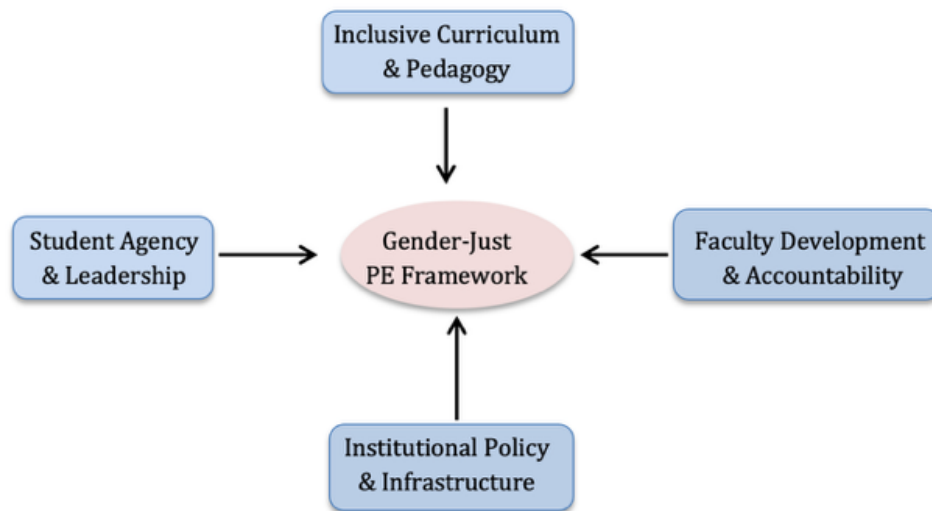 Inclusive Curriculum
& Pedagogy
Student Agency
& Leadership
Gender-Just
PE Framework
Faculty Development
& Accountability
Institutional Policy
& Infrastructure